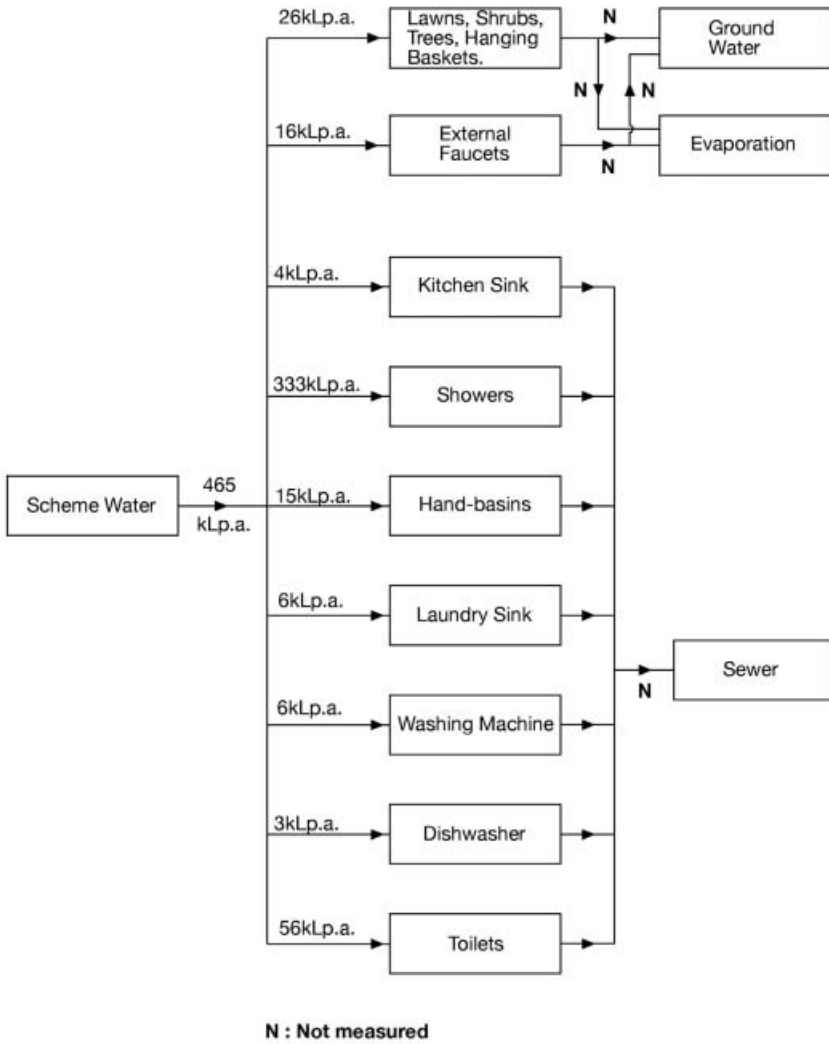 26kLp.a.
Lawns, Shrubs,
Trees, Hanging
Baskets.
N
Ground
Water
N
N
16kLp.a.
External
Faucets
N
Evaporation
4kLp.a.
Kitchen Sink
333kLp.a.
Showers
Scheme Water
465
kLp.a.
15kLp.a.
Hand-basins
6kLp.a.
Laundry Sink
N
Sewer
6kLp.a.
Washing Machine
3kLp.a.
Dishwasher
56kLp.a.
Toilets
N : Not measured